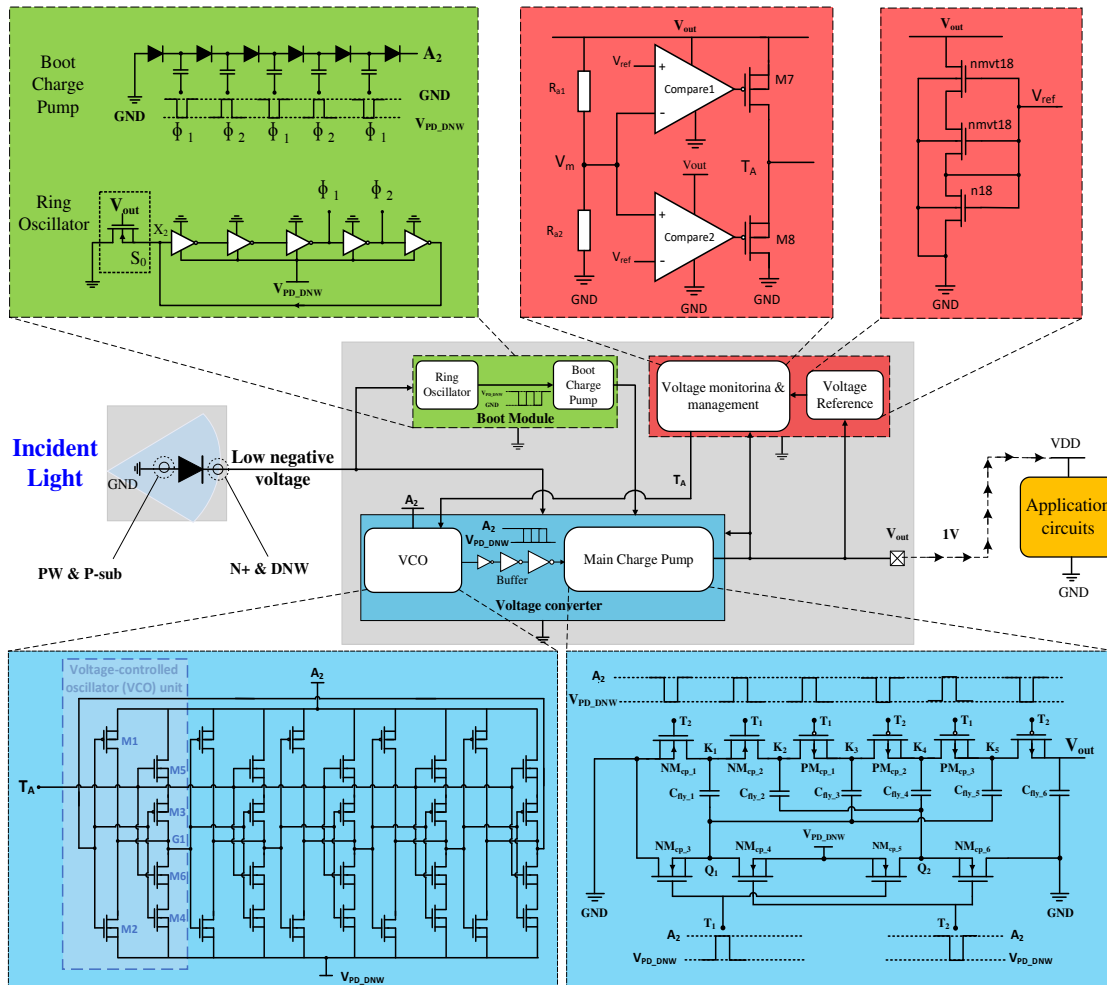 Boot
Charge
Pump
A2
GND
GND
VPD_DNW
ϕ1 ϕ2 ϕ1 ϕ2 ϕ1
Ring
Oscillator
Vout
X2
S0
ϕ1 ϕ2
VPD_DNW
Vout
Vref
Compare1
M7
Ra1
Vm
Vout
TA
Ra2
Compare2
M8
Vref
GND GND GND
Vout
nmvt18
Vref
nmvt18
n18
GND
Ring
Oscillator
VPD_DNW
GND
Boot
Charge
Pump
Boot Module
Voltage monitorina &
management
Voltage
Reference
Incident
Light
GND
Low negative
voltage
PW & P-sub
N+ & DNW
TA
A2
VCO
A2
VPD_DNW
Buffer
Main Charge Pump
Voltage converter
Vout
1V
VDD
Application
circuits
GND
Voltage-controlled
oscillator (VCO) unit
A2
M1
M5
TA
M3
G1
M6
M4
M2
VPD_DNW
A2
VPD_DNW
T2 T1 T2 T1 T2
K1 K2 K3 K4 K5 Vout
NMcp_1 NMcp_2 PMcp_1 PMcp_2 PMcp_3
Cfly_1 Cfly_2 Cfly_3 Cfly_4 Cfly_5 Cfly_6
VPD_DNW
NMcp_3 NMcp_4 NMcp_5 NMcp_6
Q1 Q2
GND GND
T1 T2
A2 A2
VPD_DNW VPD_DNW